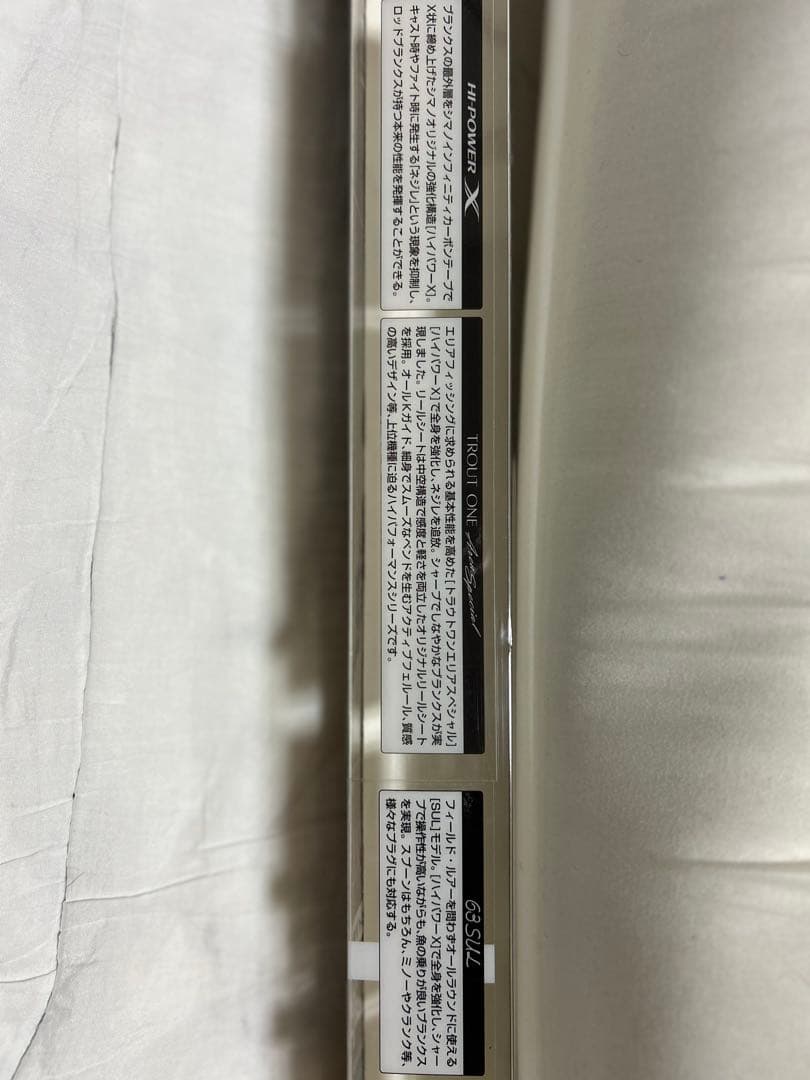 HI-POWER X
ブランクスの最外層をシマノインフィニティカーボンテープで
X状に締め上げたシマノオリジナルの強化構造[ハイパワーX]。
キャスト時やファイト時に発生する「ネジレ」という現象を抑制し、
ロッドブランクスが持つ本来の性能を発揮することができる。
TROUT ONE AreaSpecial
エリアフィッシングに求められる基本性能を高めた[トラウトワンエリアスペシャル]
[ハイパワーX]で全身を強化し、ネジレを追放。シャープでしなやかなブランクスが実
現しました。リールシートは中空構造で感度と軽さを両立したオリジナルリールシート
を採用。オールKガイド、細身でスムーズなベンドを生むアクティブフェルール、質感
の高いデザイン等、上位機種に迫るハイパフォーマンスシリーズです。
63SUL
フィールド・ルアーを問わずオールラウンドに使える
[SUL]モデル。[ハイパワーX]で全身を強化し、シャー
プで操作性が高いながらも、魚の乗りが良いブランクス
を実現。スプーンはもちろん、ミノーやクランク等、
様々なプラグにも対応する。